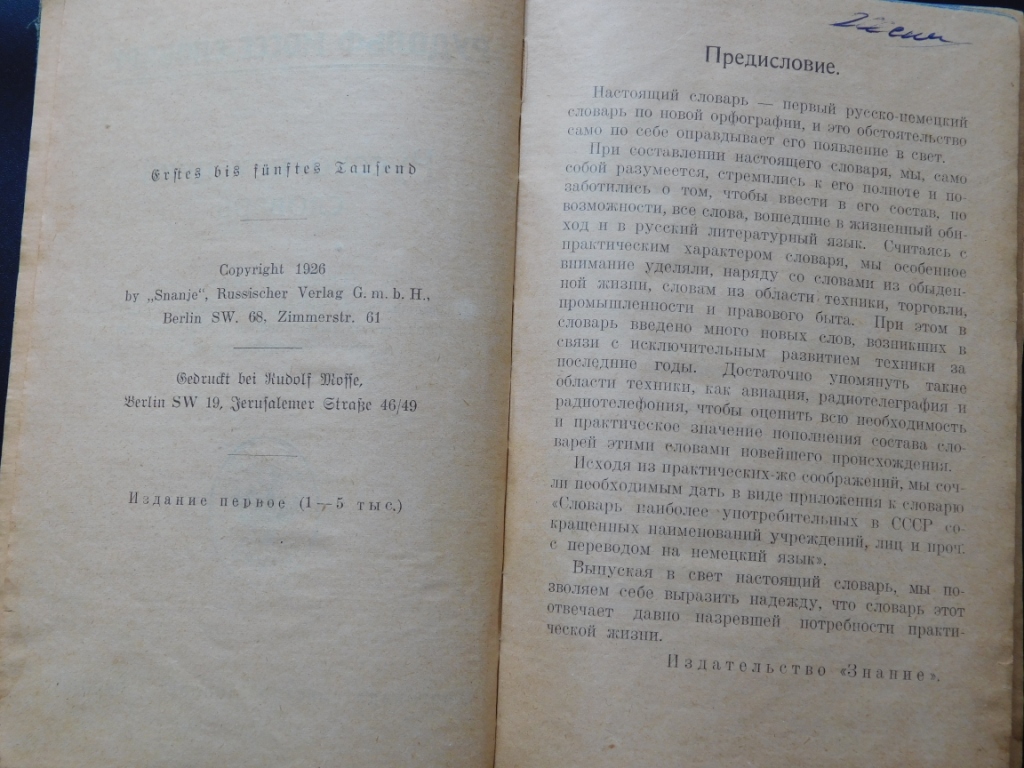 Erstes bis fünftes Tausend
Copyright 1926
by „Snanje“, Russischer Verlag G. m. b. H.,
Berlin SW. 68, Zimmerstr. 61
Gedruckt bei Rudolf Mosse,
Berlin SW 19, Jerusalemer Straße 46/49
Издание первое (1—5 тыс.)
Предисловие.
Настоящий словарь — первый русско-немецкий
словарь по новой орфографии, и это обстоятельство
само по себе оправдывает его появление в свет.
При составлении настоящего словаря, мы, само
собой разумеется, стремились к его полноте и по-
заботились о том, чтобы ввести в его состав, по
возможности, все слова, вошедшие в жизненный оби-
ход и в русский литературный язык. Считаясь с
практическим характером словаря, мы особенное
внимание уделяли, наряду со словами из обыден-
ной жизни, словам из области техники, торговли,
промышленности и правового быта. При этом в
словарь введено много новых слов, возникших в
связи с исключительным развитием техники за
последние годы. Достаточно упомянуть такие
области техники, как авиация, радиотелеграфия и
радиотелефония, чтобы оценить всю необходимость
и практическое значение пополнения состава сло-
варей этими словами новейшего происхождения.
Исходя из практических-же соображений, мы соч-
ли необходимым дать в виде приложения к словарю
«Словарь наиболее употребительных в СССР со-
кращенных наименований учреждений, лиц и проч.
с переводом на немецкий язык».
Выпуская в свет настоящий словарь, мы по-
зволяем себе выразить надежду, что словарь этот
отвечает давно назревшей потребности практи-
ческой жизни.
Издательство «Знание».